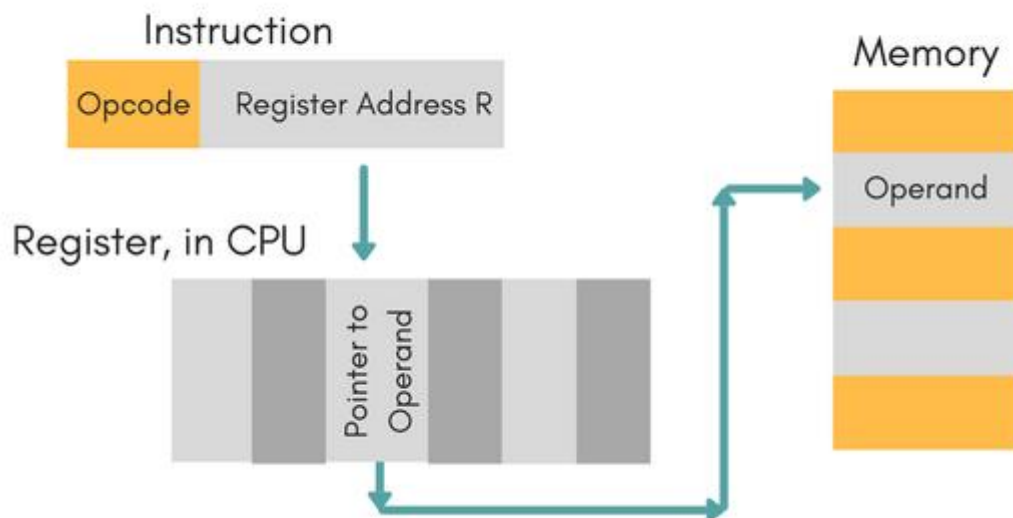 Instruction
Memory
Opcode
Register Address R
Operand
Register, in CPU
Pointer to
Operand